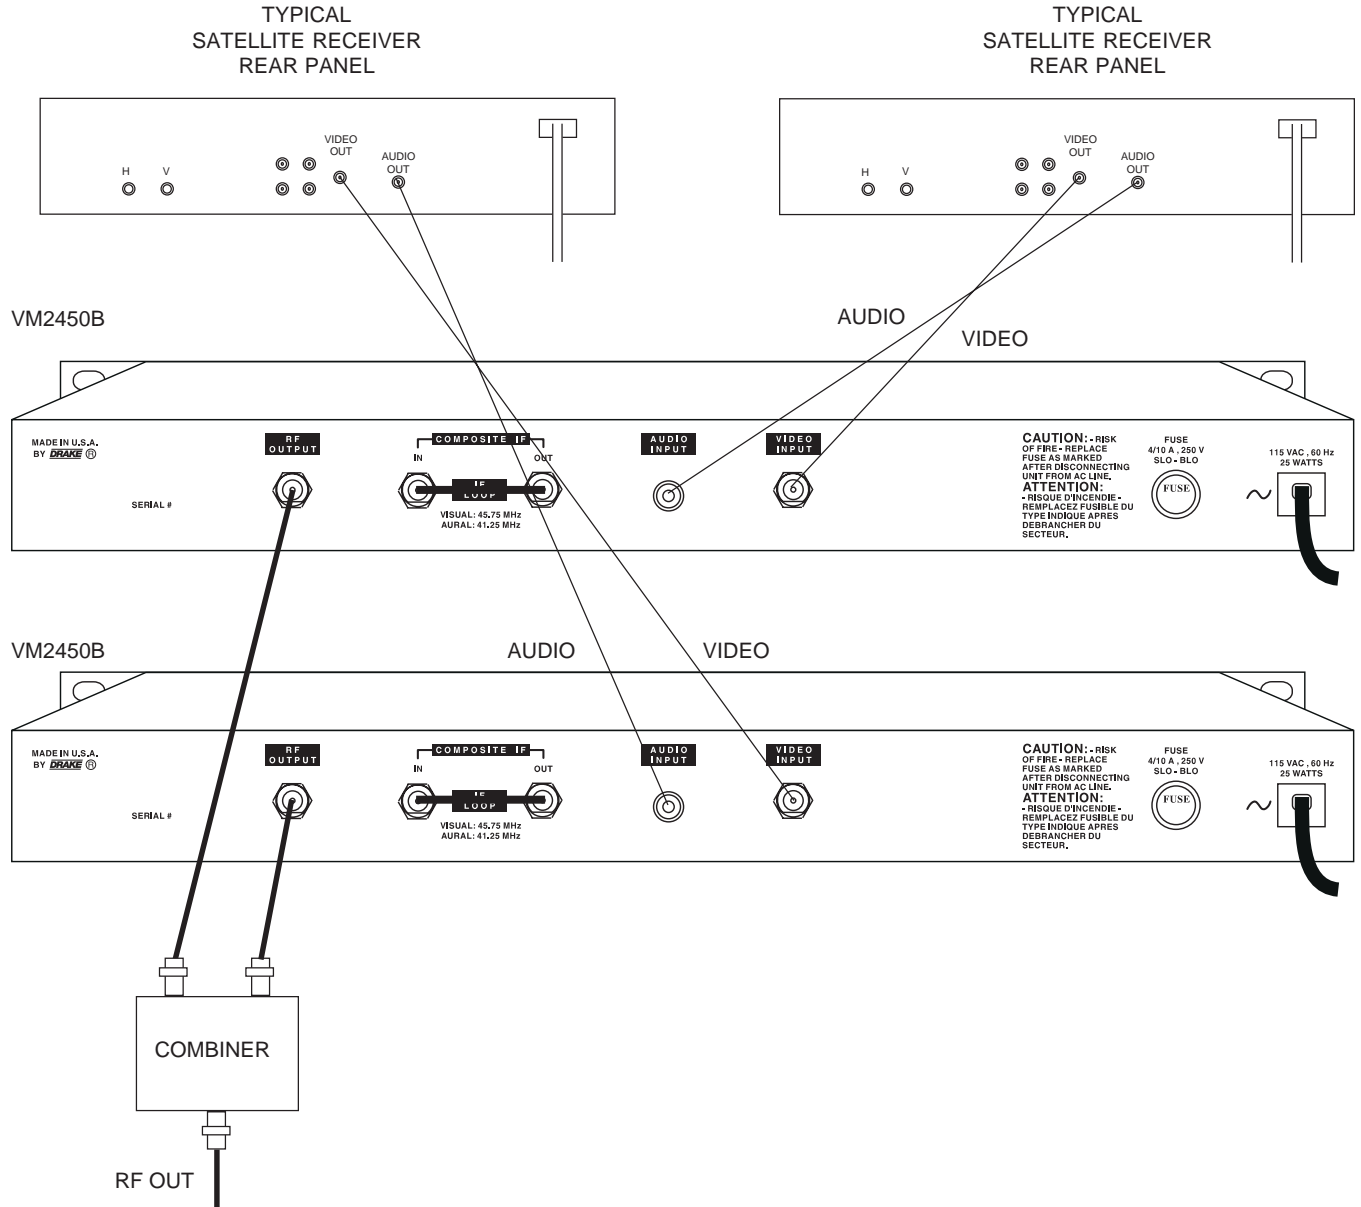 TYPICAL
SATELLITE RECEIVER
REAR PANEL
TYPICAL
SATELLITE RECEIVER
REAR PANEL
H
V
VIDEO
OUT
AUDIO
OUT
H
V
VIDEO
OUT
AUDIO
OUT
VM2450B
AUDIO
VIDEO
MADE IN U.S.A.
BY DRAKE ®
SERIAL #
RF
OUTPUT
COMPOSITE IF
IN
OUT
IF
LOOP
VISUAL: 45.75 MHz
AURAL: 41.25 MHz
AUDIO
INPUT
VIDEO
INPUT
CAUTION: - RISK
OF FIRE - REPLACE
FUSE AS MARKED
AFTER DISCONNECTING
UNIT FROM AC LINE.
ATTENTION:
- RISQUE D'INCENDIE -
REMPLACEZ FUSIBLE DU
TYPE INDIQUE APRES
DEBRANCHER DU
SECTEUR.
FUSE
4/10 A , 250 V
SLO - BLO
FUSE
115 VAC , 60 Hz
25 WATTS
VM2450B
AUDIO
VIDEO
MADE IN U.S.A.
BY DRAKE ®
SERIAL #
RF
OUTPUT
COMPOSITE IF
IN
OUT
IF
LOOP
VISUAL: 45.75 MHz
AURAL: 41.25 MHz
AUDIO
INPUT
VIDEO
INPUT
CAUTION: - RISK
OF FIRE - REPLACE
FUSE AS MARKED
AFTER DISCONNECTING
UNIT FROM AC LINE.
ATTENTION:
- RISQUE D'INCENDIE -
REMPLACEZ FUSIBLE DU
TYPE INDIQUE APRES
DEBRANCHER DU
SECTEUR.
FUSE
4/10 A , 250 V
SLO - BLO
FUSE
115 VAC , 60 Hz
25 WATTS
COMBINER
RF OUT